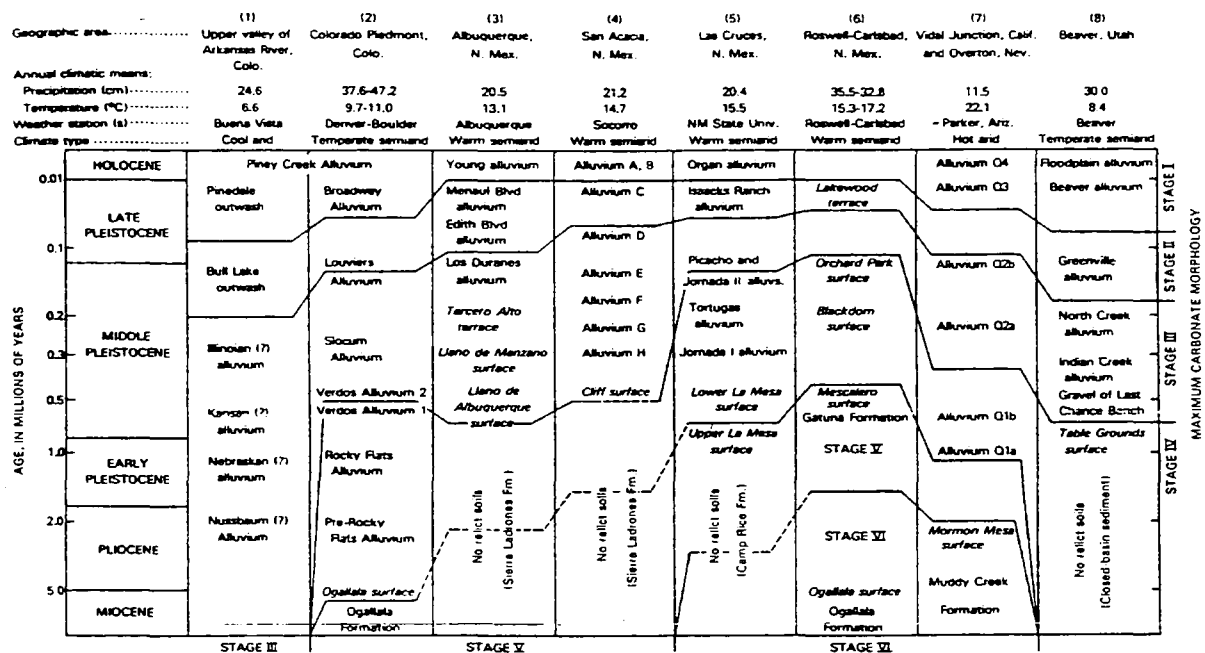 (1) (2) (3) (4) (5) (6) (7) (8)
Geographic area Upper valley of Colorado Piedmont, Albuquerque, San Acacia, Las Cruces, Roswell-Carlsbad, Vidal Junction, Calif. Beaver, Utah
Arkansas River, Colo. N. Mex. N. Mex. N. Mex. N. Mex. and Overton, Nev.
Colo.
Annual climatic means:
Precipitation (cm) 24.6 37.6-47.2 20.5 21.2 20.4 35.5-32.8 11.5 30.0
Temperature (°C) 6.6 9.7-11.0 13.1 14.7 15.5 15.3-17.2 22.1 8.4
Weather station (s) Buena Vista Denver-Boulder Albuquerque Socorro NM State Univ. Roswell-Carlsbad ~ Parker, Ariz. Beaver
Climate type Cool and Temperate semiarid Warm semiarid Warm semiarid Warm semiarid Warm semiarid Hot arid Temperate semiarid
AGE, IN MILLIONS OF YEARS
0.01
0.1
0.2
0.3
0.5
1.0
2.0
5.0
HOLOCENE
LATE
PLEISTOCENE
MIDDLE
PLEISTOCENE
EARLY
PLEISTOCENE
PLIOCENE
MIOCENE
Piney Creek Alluvium
Pinedale
outwash
Bull Lake
outwash
Illinoian (?)
alluvium
Kansan (?)
alluvium
Nebraskan (?)
alluvium
Nussbaum (?)
Alluvium
Broadway
Alluvium
Louviers
Alluvium
Slocum
Alluvium
Verdos Alluvium 2
Verdos Alluvium 1
Rocky Flats
Alluvium
Pre-Rocky
Flats Alluvium
Ogallala surface
Ogallala
Formation
Young alluvium
Menaul Blvd
alluvium
Edith Blvd
alluvium
Los Duranes
alluvium
Tercero Alto
terrace
Llano de Manzano
surface
Llano de
Albuquerque
surface
No relict soils
(Sierra Ladrones Fm.)
Alluvium A, B
Alluvium C
Alluvium D
Alluvium E
Alluvium F
Alluvium G
Alluvium H
Cliff surface
No relict soils
(Sierra Ladrones Fm.)
Organ alluvium
Isaacks Ranch
alluvium
Picacho and
Jornada II alluvs.
Tortugas
alluvium
Jornada I alluvium
Lower La Mesa
surface
Upper La Mesa
surface
No relict soils
(Camp Rice Fm.)
Lakewood
terrace
Orchard Park
surface
Blackdom
surface
Mescalero
surface
Gatuna Formation
STAGE V
STAGE VI
Ogallala surface
Ogallala
Formation
Alluvium Q4
Alluvium Q3
Alluvium Q2b
Alluvium Q2a
Alluvium Q1b
Alluvium Q1a
Mormon Mesa
surface
Muddy Creek
Formation
Floodplain alluvium
Beaver alluvium
Greenville
alluvium
North Creek
alluvium
Indian Creek
alluvium
Gravel of Last
Chance Bench
Table Grounds
surface
No relict soils
(Closed basin sediment)
STAGE I
STAGE II
STAGE III
STAGE IV
MAXIMUM CARBONATE MORPHOLOGY
STAGE III STAGE V STAGE VI